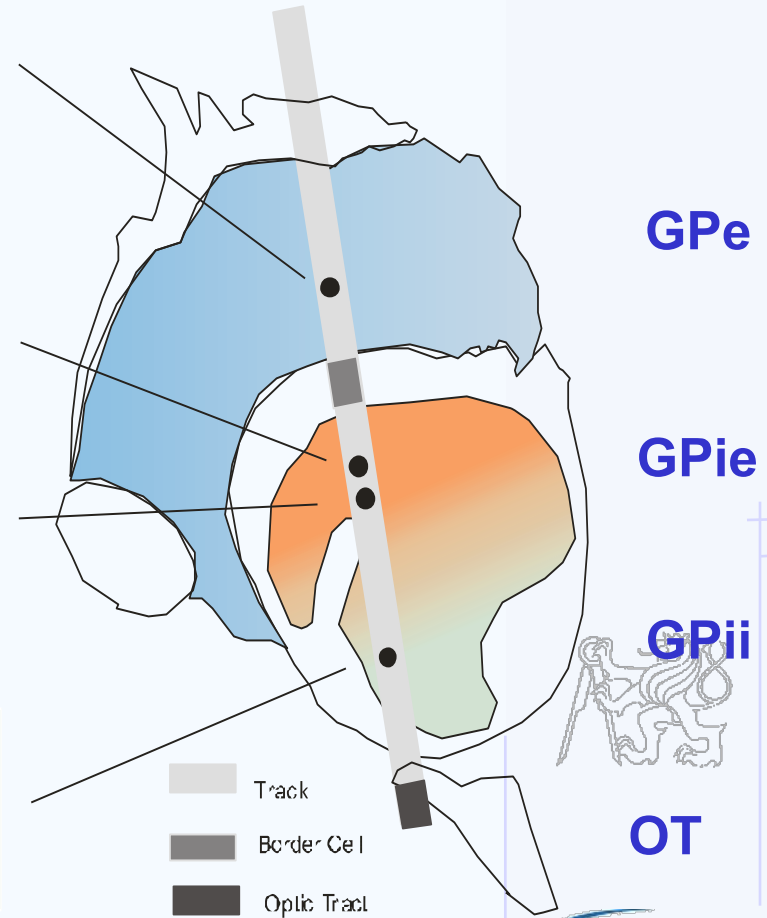 GPe
GPie
GPii
Track
Border Cell
Optic Tract
OT